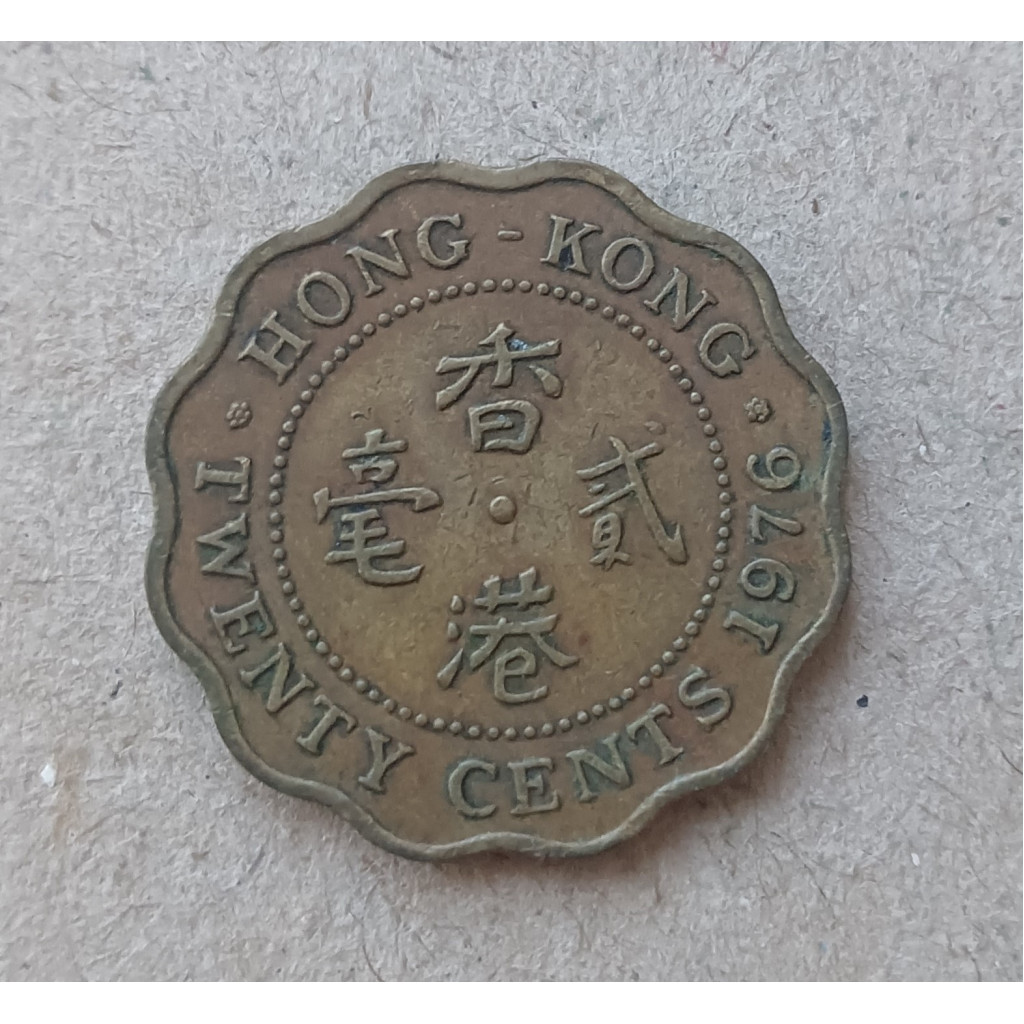 HONG - KONG
TWENTY CENTS 1976
香港
貳毫